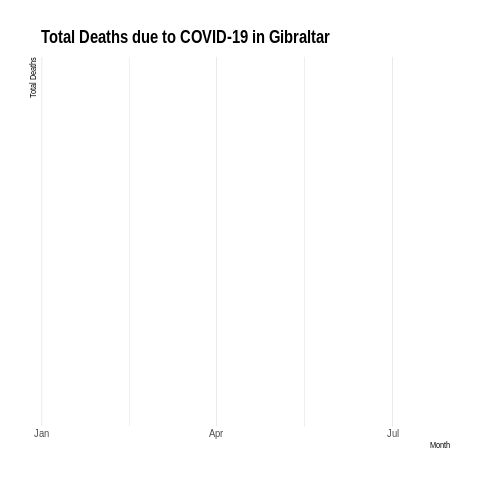 Total Deaths due to COVID-19 in Gibraltar
Total Deaths
Jan Apr Jul
Month